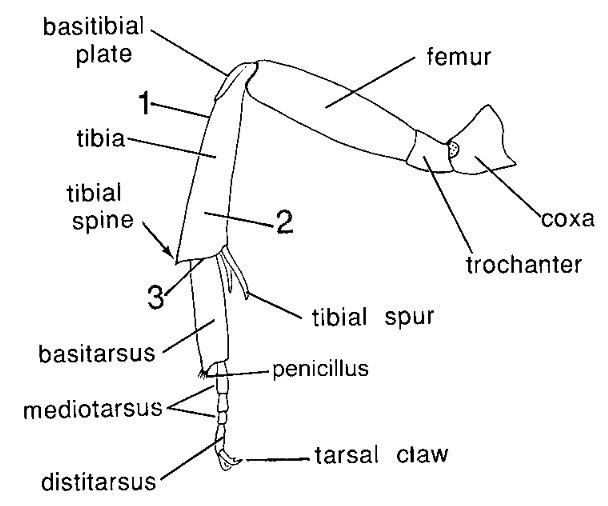 basitibial
plate
femur
1
tibia
tibial
spine
2
coxa
trochanter
3
tibial spur
basitarsus
penicillus
mediotarsus
tarsal claw
distitarsus